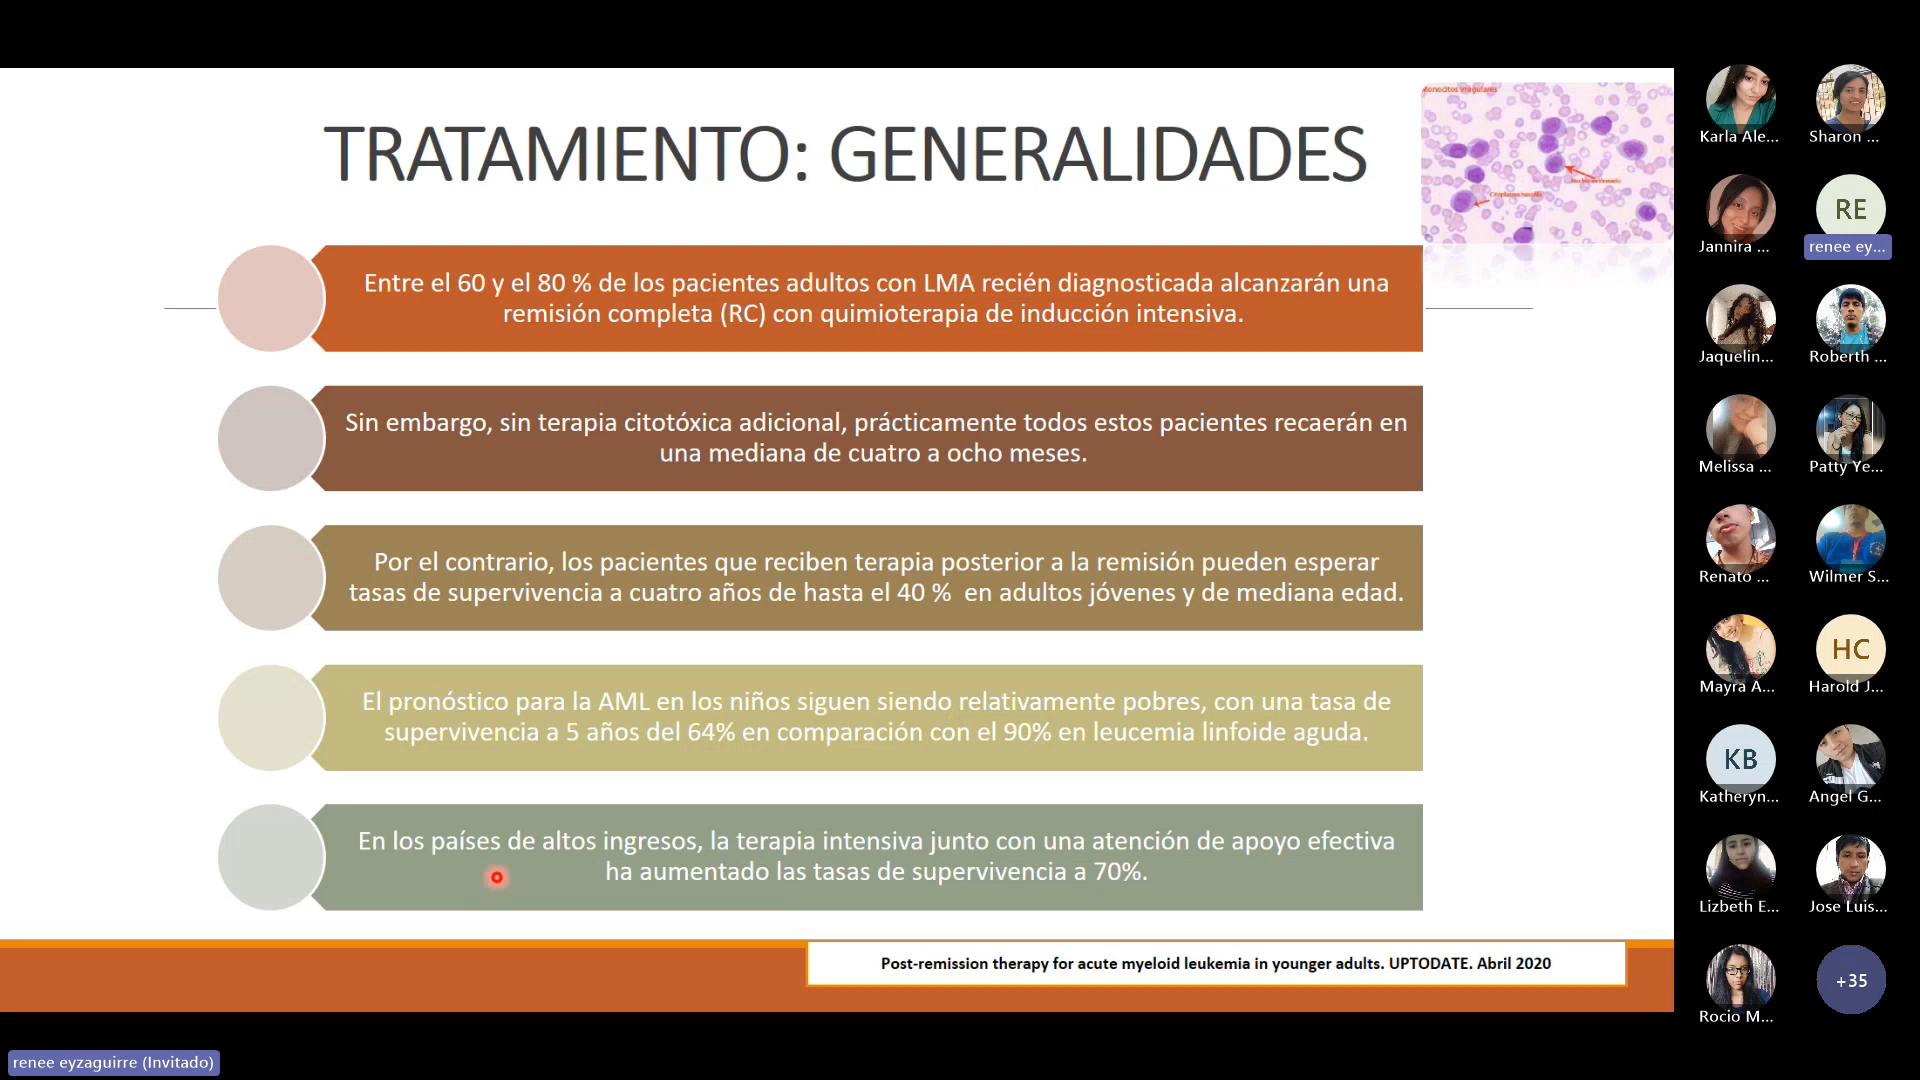 TRATAMIENTO: GENERALIDADES
Monocitos irregulares
Entre el 60 y el 80 % de los pacientes adultos con LMA recién diagnosticada alcanzarán una
remisión completa (RC) con quimioterapia de inducción intensiva.
Sin embargo, sin terapia citotóxica adicional, prácticamente todos estos pacientes recaerán en
una mediana de cuatro a ocho meses.
Por el contrario, los pacientes que reciben terapia posterior a la remisión pueden esperar
tasas de supervivencia a cuatro años de hasta el 40 %  en adultos jóvenes y de mediana edad.
El pronóstico para la AML en los niños siguen siendo relativamente pobres, con una tasa de
supervivencia a 5 años del 64% en comparación con el 90% en leucemia linfoide aguda.
En los países de altos ingresos, la terapia intensiva junto con una atención de apoyo efectiva
ha aumentado las tasas de supervivencia a 70%.
Post-remission therapy for acute myeloid leukemia in younger adults. UPTODATE. Abril 2020
renee eyzaguirre (Invitado)
Karla Ale...
Sharon ...
Jannira ...
RE
renee ey...
Jaquelin...
Roberth ...
Melissa ...
Patty Ye...
Renato ...
Wilmer S...
Mayra A...
HC
Harold J...
KB
Katheryn...
Angel G...
Lizbeth E...
Jose Luis...
Rocio M...
+35